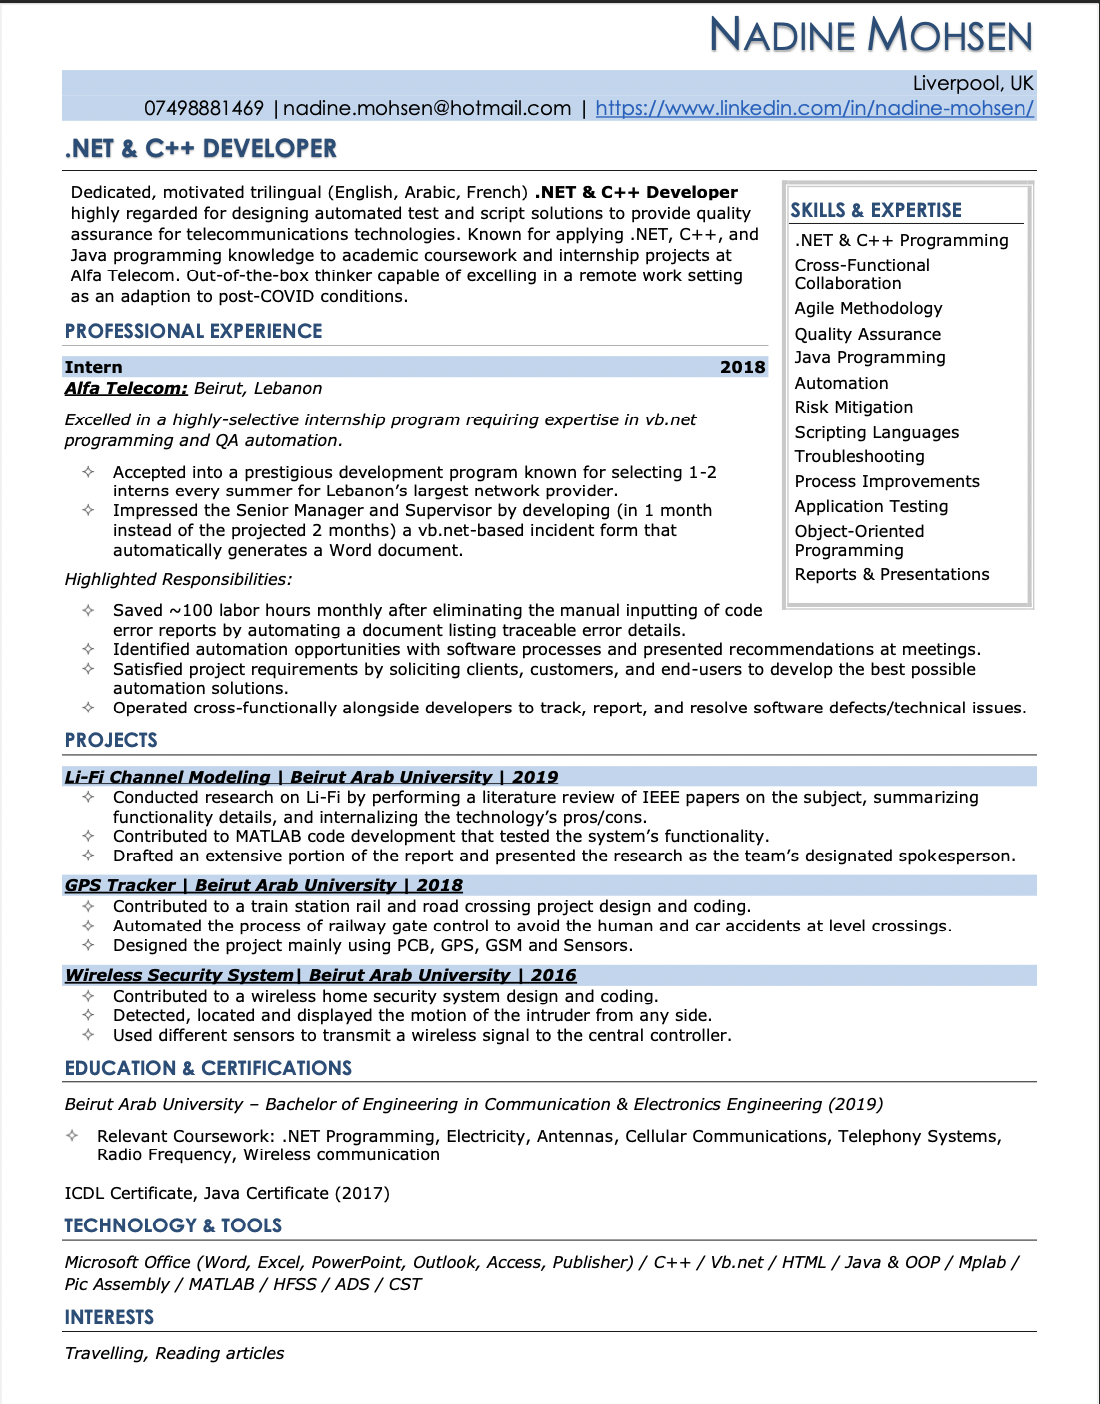 NADINE MOHSEN
Liverpool, UK
07498881469 |nadine.mohsen@hotmail.com | https://www.linkedin.com/in/nadine-mohsen/
.NET & C++ DEVELOPER
Dedicated, motivated trilingual (English, Arabic, French) .NET & C++ Developer
highly regarded for designing automated test and script solutions to provide quality
assurance for telecommunications technologies. Known for applying .NET, C++, and
Java programming knowledge to academic coursework and internship projects at
Alfa Telecom. Out-of-the-box thinker capable of excelling in a remote work setting
as an adaption to post-COVID conditions.
SKILLS & EXPERTISE
.NET & C++ Programming
Cross-Functional
Collaboration
Agile Methodology
Quality Assurance
Java Programming
Automation
Risk Mitigation
Scripting Languages
Troubleshooting
Process Improvements
Application Testing
Object-Oriented
Programming
Reports & Presentations
PROFESSIONAL EXPERIENCE
Intern 2018
Alfa Telecom: Beirut, Lebanon
Excelled in a highly-selective internship program requiring expertise in vb.net
programming and QA automation.
✧ Accepted into a prestigious development program known for selecting 1-2
interns every summer for Lebanon’s largest network provider.
✧ Impressed the Senior Manager and Supervisor by developing (in 1 month
instead of the projected 2 months) a vb.net-based incident form that
automatically generates a Word document.
Highlighted Responsibilities:
✧ Saved ~100 labor hours monthly after eliminating the manual inputting of code
error reports by automating a document listing traceable error details.
✧ Identified automation opportunities with software processes and presented recommendations at meetings.
✧ Satisfied project requirements by soliciting clients, customers, and end-users to develop the best possible
automation solutions.
✧ Operated cross-functionally alongside developers to track, report, and resolve software defects/technical issues.
PROJECTS
Li-Fi Channel Modeling | Beirut Arab University | 2019
✧ Conducted research on Li-Fi by performing a literature review of IEEE papers on the subject, summarizing
functionality details, and internalizing the technology’s pros/cons.
✧ Contributed to MATLAB code development that tested the system’s functionality.
✧ Drafted an extensive portion of the report and presented the research as the team’s designated spokesperson.
GPS Tracker | Beirut Arab University | 2018
✧ Contributed to a train station rail and road crossing project design and coding.
✧ Automated the process of railway gate control to avoid the human and car accidents at level crossings.
✧ Designed the project mainly using PCB, GPS, GSM and Sensors.
Wireless Security System| Beirut Arab University | 2016
✧ Contributed to a wireless home security system design and coding.
✧ Detected, located and displayed the motion of the intruder from any side.
✧ Used different sensors to transmit a wireless signal to the central controller.
EDUCATION & CERTIFICATIONS
Beirut Arab University – Bachelor of Engineering in Communication & Electronics Engineering (2019)
✧ Relevant Coursework: .NET Programming, Electricity, Antennas, Cellular Communications, Telephony Systems,
Radio Frequency, Wireless communication
ICDL Certificate, Java Certificate (2017)
TECHNOLOGY & TOOLS
Microsoft Office (Word, Excel, PowerPoint, Outlook, Access, Publisher) / C++ / Vb.net / HTML / Java & OOP / Mplab /
Pic Assembly / MATLAB / HFSS / ADS / CST
INTERESTS
Travelling, Reading articles